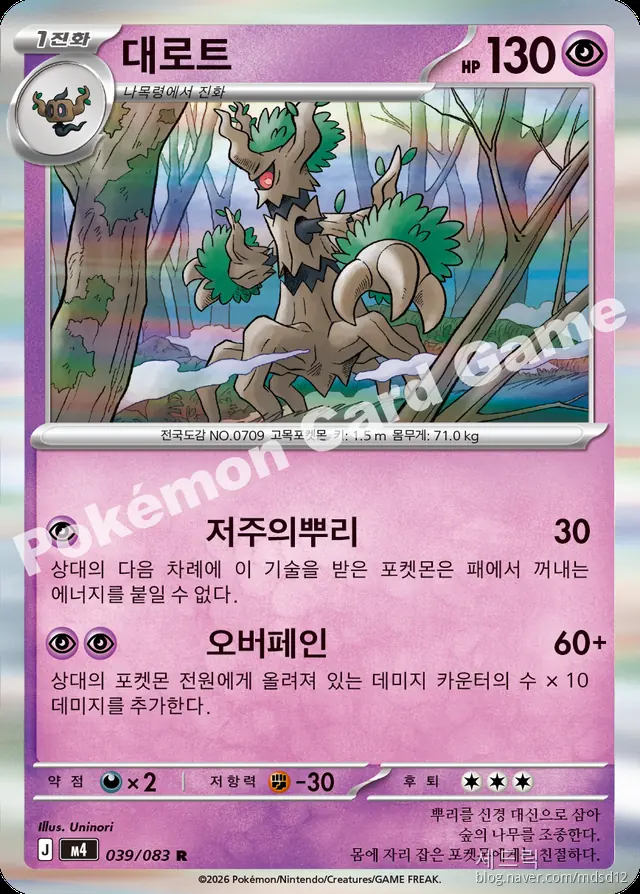 1진화
대로트
HP 130
나목령에서 진화
전국도감 NO.0709 고목포켓몬 키: 1.5 m 몸무게: 71.0 kg
Pokémon Card Game
저주의뿌리 30
상대의 다음 차례에 이 기술을 받은 포켓몬은 패에서 꺼내는
에너지를 붙일 수 없다.
오버페인 60+
상대의 포켓몬 전원에게 올려져 있는 데미지 카운터의 수 × 10
데미지를 추가한다.
약점 ×2 저항력 -30 후퇴
Illus. Uninori
J m4 039/083 R
뿌리를 신경 대신으로 삼아
숲의 나무를 조종한다.
몸에 자리 잡은 포켓몬에게는 친절하다.
세드릭
blog.naver.com/mdsd12
©2026 Pokémon/Nintendo/Creatures/GAME FREAK.